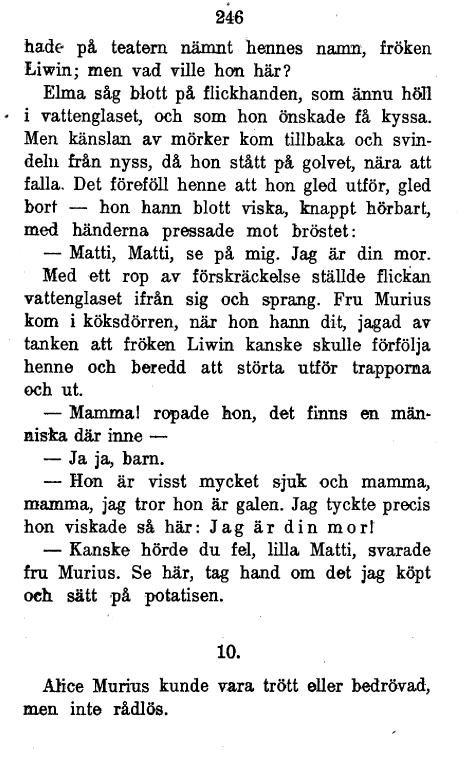 246
hade på teatern nämnt hennes namn, fröken
Liwin; men vad ville hon här?
Elma såg blott på flickhanden, som ännu höll
i vattenglaset, och som hon önskade få kyssa.
Men känslan av mörker kom tillbaka och svin-
deln från nyss, då hon stått på golvet, nära att
falla. Det föreföll henne att hon gled utför, gled
bort — hon hann blott viska, knappt hörbart,
med händerna pressade mot bröstet:
— Matti, Matti, se på mig. Jag är din mor.
Med ett rop av förskräckelse ställde flickan
vattenglaset ifrån sig och sprang. Fru Murius
kom i köksdörren, när hon hann dit, jagad av
tanken att fröken Liwin kanske skulle förfölja
henne och beredd att störta utför trapporna
och ut.
— Mamma! ropade hon, det finns en män-
niska där inne —
— Ja ja, barn.
— Hon är visst mycket sjuk och mamma,
mamma, jag tror hon är galen. Jag tyckte precis
hon viskade så här: Jag är din mor!
— Kanske hörde du fel, lilla Matti, svarade
fru Murius. Se här, tag hand om det jag köpt
och sätt på potatisen.
10.
Alice Murius kunde vara trött eller bedrövad,
men inte rådlös.